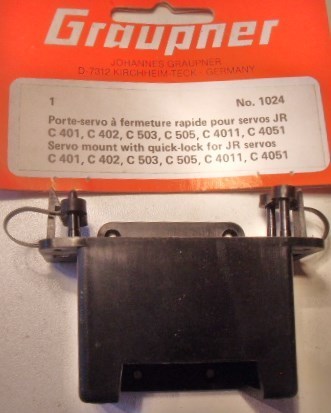 Graupner
JOHANNES GRAUPNER
D-7312 KIRCHHEIM-TECK · GERMANY
1 No. 1024
Porte-servo à fermeture rapide pour servos JR
C 401, C 402, C 503, C 505, C 4011, C 4051
Servo mount with quick-lock for JR servos
C 401, C 402, C 503, C 505, C 4011, C 4051